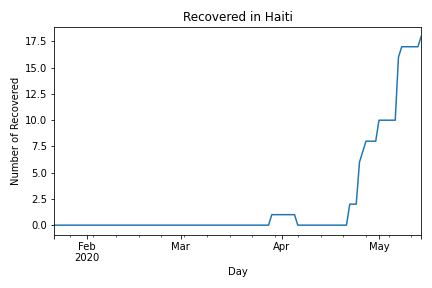 Recovered in Haiti
17.5
15.0
12.5
10.0
7.5
5.0
2.5
0.0
Number of Recovered
Feb
2020
Mar
Apr
May
Day